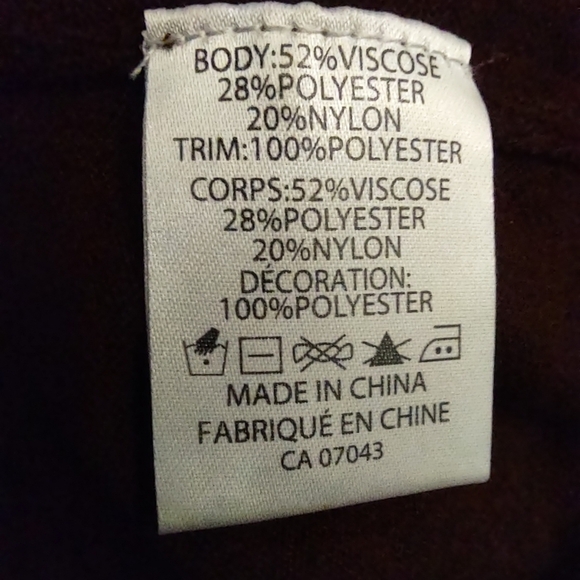 BODY:52%VISCOSE
28%POLYESTER
20%NYLON
TRIM:100%POLYESTER
CORPS:52%VISCOSE
28%POLYESTER
20%NYLON
DÉCORATION:
100%POLYESTER
MADE IN CHINA
FABRIQUÉ EN CHINE
CA 07043